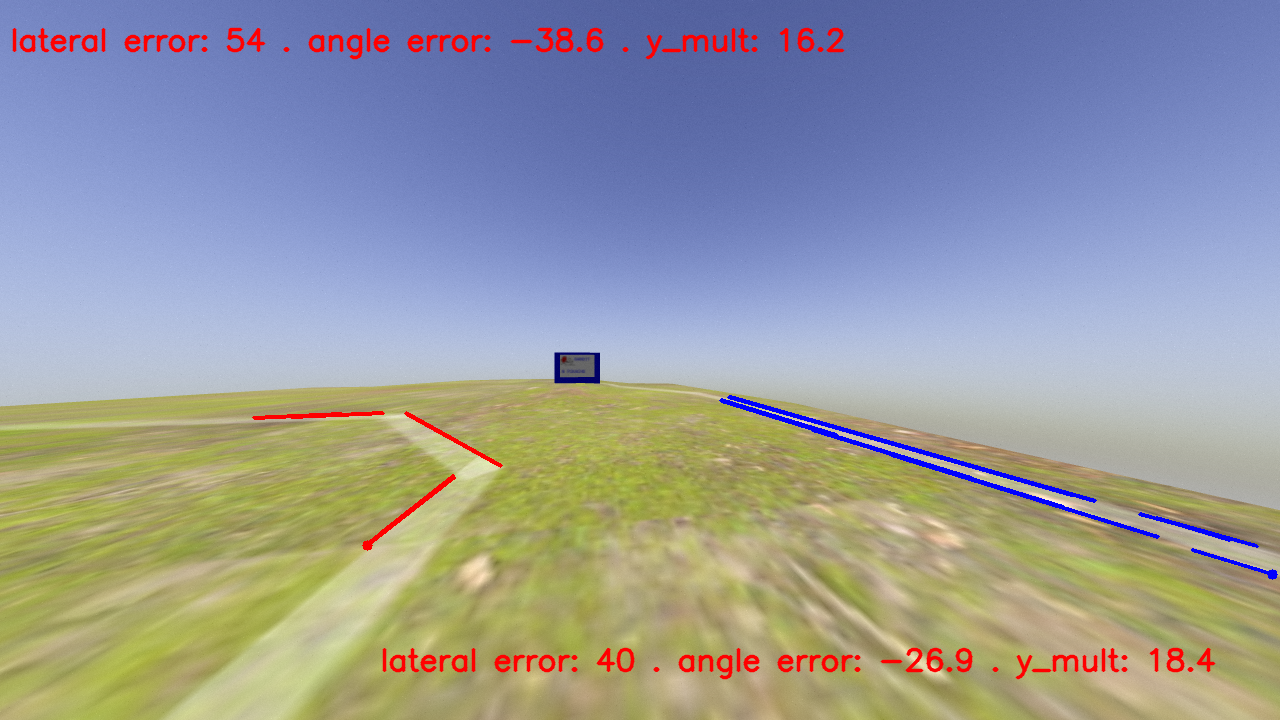 lateral error: 54 . angle error: -38.6 . y_mult: 16.2
lateral error: 40 . angle error: -26.9 . y_mult: 18.4